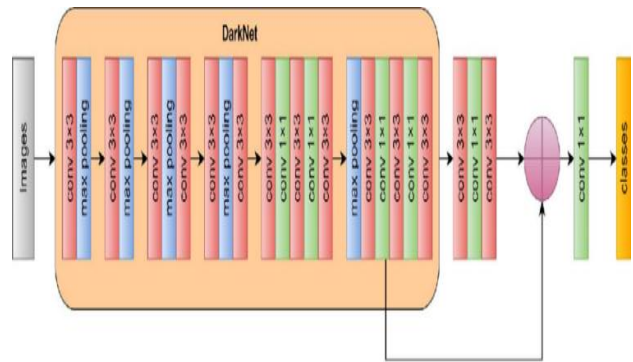 DarkNet
images
conv 3×3
max pooling
conv 3×3
max pooling
conv 3×3
max pooling
conv 3×3
conv 3×3
max pooling
conv 3×3
conv 3×3
conv 1×1
conv 1×1
conv 1×1
conv 3×3
max pooling
conv 3×3
conv 1×1
conv 3×3
conv 1×1
conv 3×3
conv 3×3
conv 1×1
conv 3×3
conv 1×1
classes